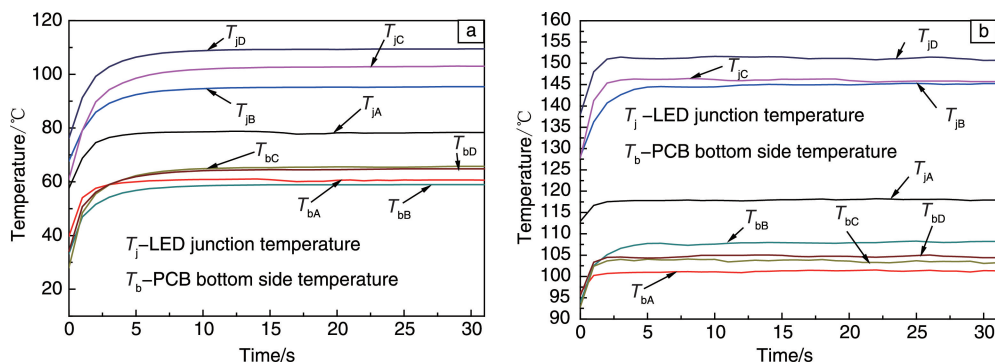 a
120
100
80
60
40
20
0 5 10 15 20 25 30
Temperature/℃
Time/s
TjD
TjC
TjB
TjA
TbD
TbC
TbA
TbB
Tj–LED junction temperature
Tb–PCB bottom side temperature
b
160
155
150
145
140
135
130
125
120
115
110
105
100
95
90
0 5 10 15 20 25 30
Temperature/℃
Time/s
TjD
TjC
TjB
Tj –LED junction temperature
Tb–PCB bottom side temperature
TjA
TbB
TbC
TbD
TbA